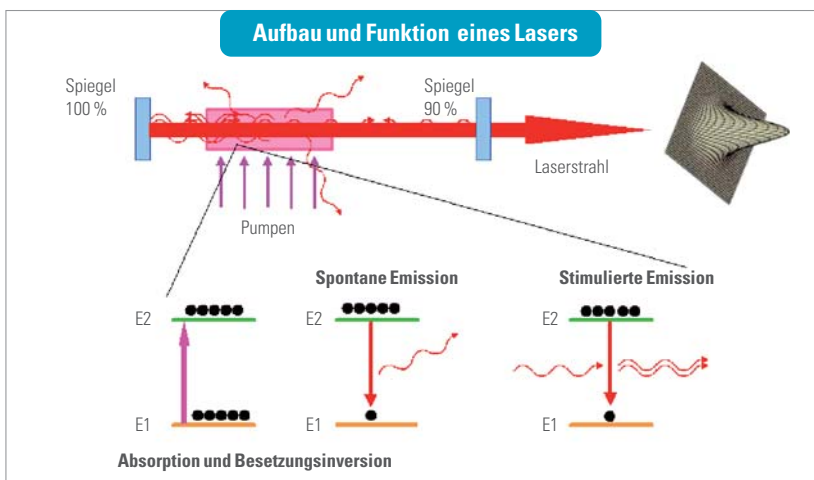 Aufbau und Funktion eines Lasers
Spiegel
100 %
Spiegel
90 %
Laserstrahl
Pumpen
Spontane Emission
Stimulierte Emission
E2
E2
E2
E1
E1
E1
Absorption und Besetzungsinversion